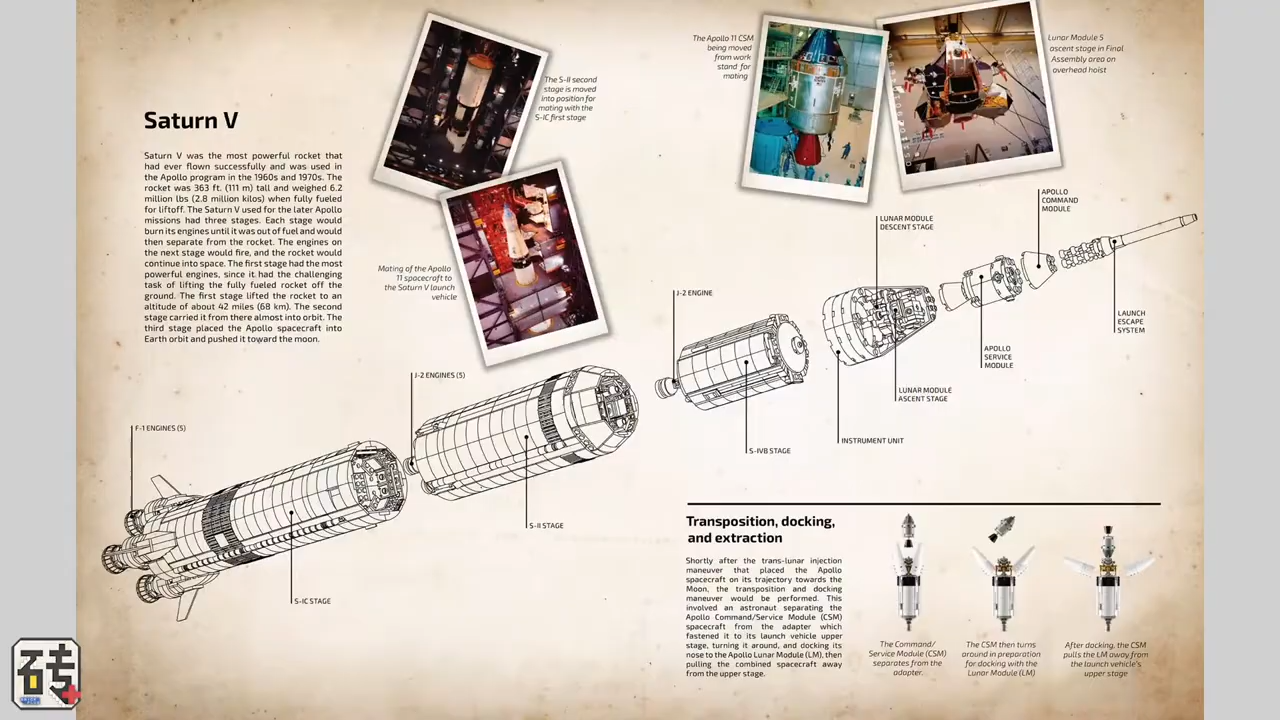 Saturn V
Saturn V was the most powerful rocket that
had ever flown successfully and was used in
the Apollo program in the 1960s and 1970s. The
rocket was 363 ft. (111 m) tall and weighed 6.2
million lbs (2.8 million kilos) when fully fueled
for liftoff. The Saturn V used for the later Apollo
missions had three stages. Each stage would
burn its engines until it was out of fuel and would
then separate from the rocket. The engines on
the next stage would fire, and the rocket would
continue into space. The first stage had the most
powerful engines, since it had the challenging
task of lifting the fully fueled rocket off the
ground. The first stage lifted the rocket to an
altitude of about 42 miles (68 km). The second
stage carried it from there almost into orbit. The
third stage placed the Apollo spacecraft into
Earth orbit and pushed it toward the moon.
The S-II second
stage is moved
into position for
mating with the
S-IC first stage
Mating of the Apollo
11 spacecraft to
the Saturn V launch
vehicle
The Apollo 11 CSM
being moved
from work
stand for
mating
Lunar Module 5
ascent stage in Final
Assembly area on
overhead hoist
F-1 ENGINES (5)
S-IC STAGE
J-2 ENGINES (5)
S-II STAGE
J-2 ENGINE
S-IVB STAGE
INSTRUMENT UNIT
LUNAR MODULE
DESCENT STAGE
LUNAR MODULE
ASCENT STAGE
APOLLO
SERVICE
MODULE
APOLLO
COMMAND
MODULE
LAUNCH
ESCAPE
SYSTEM
Transposition, docking,
and extraction
Shortly after the trans-lunar injection
maneuver that placed the Apollo
spacecraft on its trajectory towards the
Moon, the transposition and docking
maneuver would be performed. This
involved an astronaut separating the
Apollo Command/Service Module (CSM)
spacecraft from the adapter which
fastened it to its launch vehicle upper
stage, turning it around, and docking its
nose to the Apollo Lunar Module (LM), then
pulling the combined spacecraft away
from the upper stage.
The Command/
Service Module (CSM)
separates from the
adapter.
The CSM then turns
around in preparation
for docking with the
Lunar Module (LM)
After docking, the CSM
pulls the LM away from
the launch vehicle's
upper stage
砖